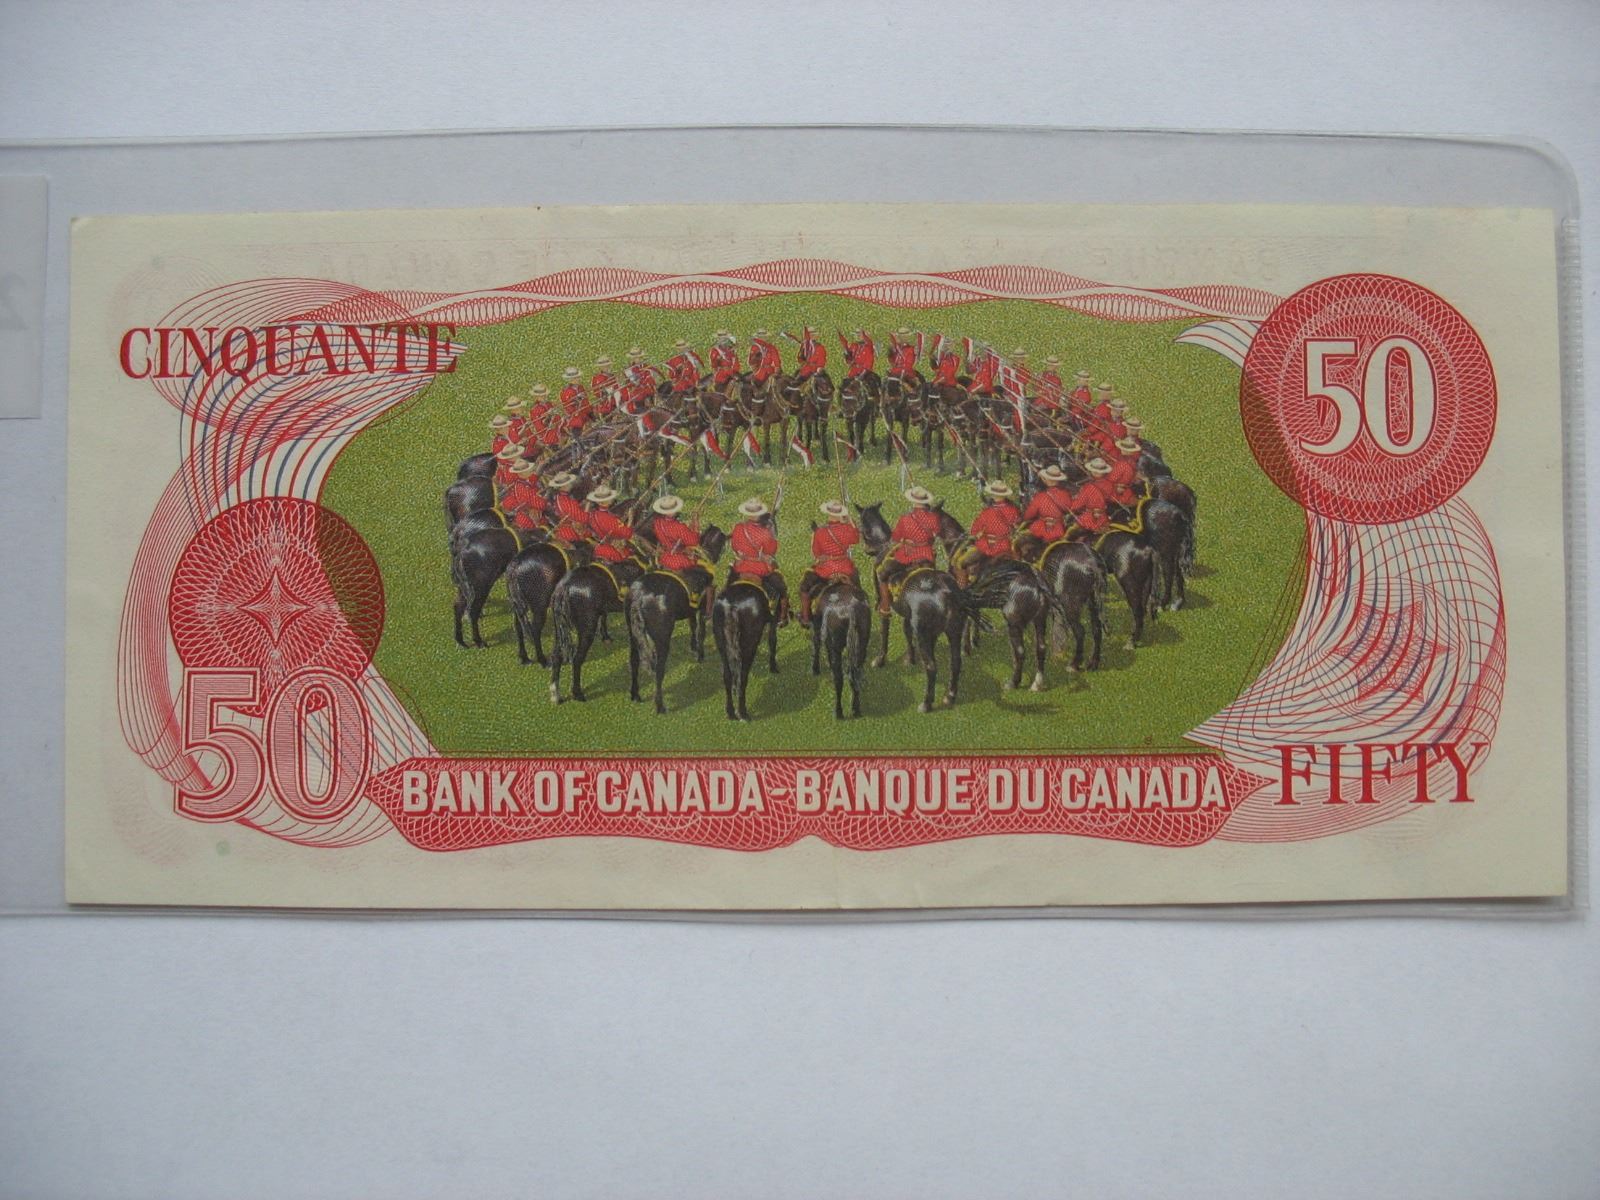 CINQUANTE
50
50
BANK OF CANADA-BANQUE DU CANADA
FIFTY